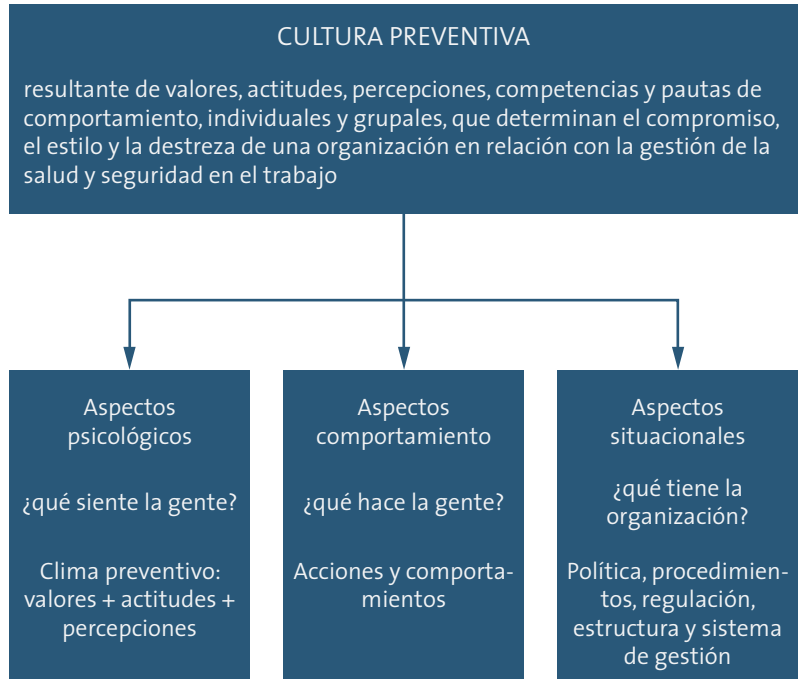 CULTURA PREVENTIVA
resultante de valores, actitudes, percepciones, competencias y pautas de
comportamiento, individuales y grupales, que determinan el compromiso,
el estilo y la destreza de una organización en relación con la gestión de la
salud y seguridad en el trabajo
Aspectos
psicológicos
¿qué siente la gente?
Clima preventivo:
valores + actitudes +
percepciones
Aspectos
comportamiento
¿qué hace la gente?
Acciones y comporta-
mientos
Aspectos
situacionales
¿qué tiene la
organización?
Política, procedimien-
tos, regulación,
estructura y sistema
de gestión